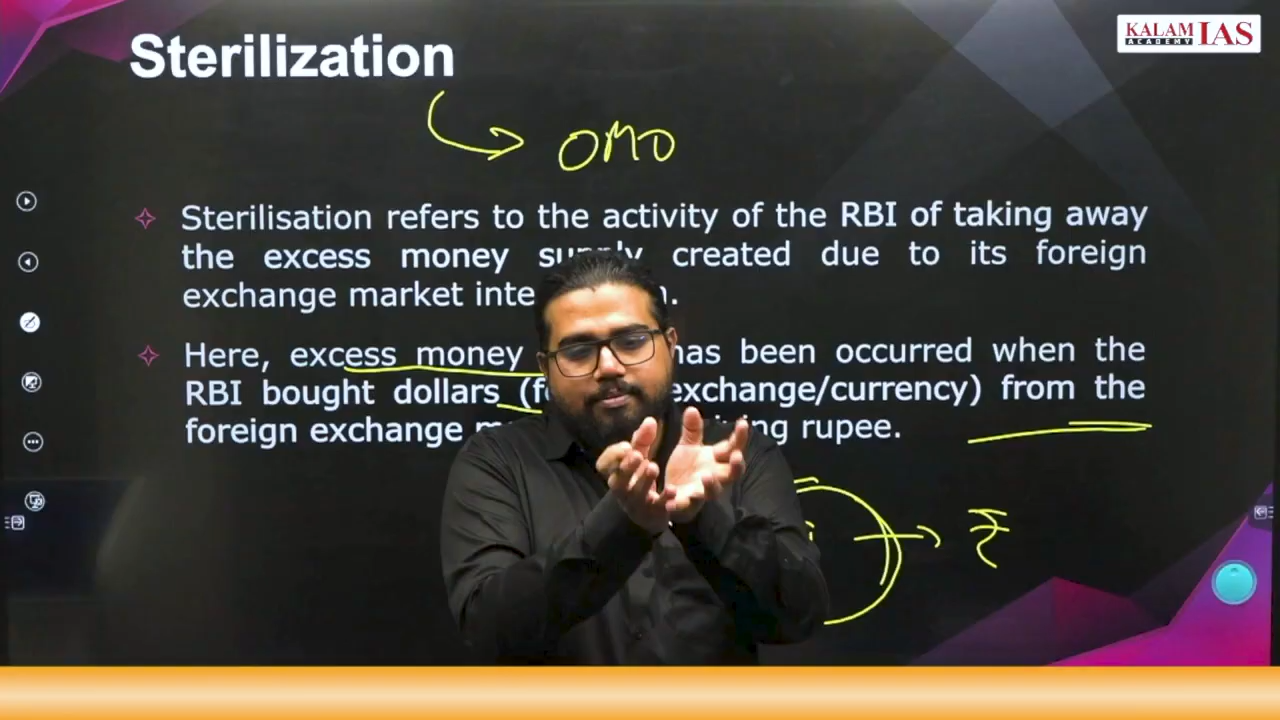 KALAM IAS
ACADEMY
Sterilization
OMO
Sterilisation refers to the activity of the RBI of taking away
the excess money supply created due to its foreign
exchange market
Here, excess money has been occurred when the
RBI bought dollars exchange/currency) from the
foreign exchange rupee.
₹